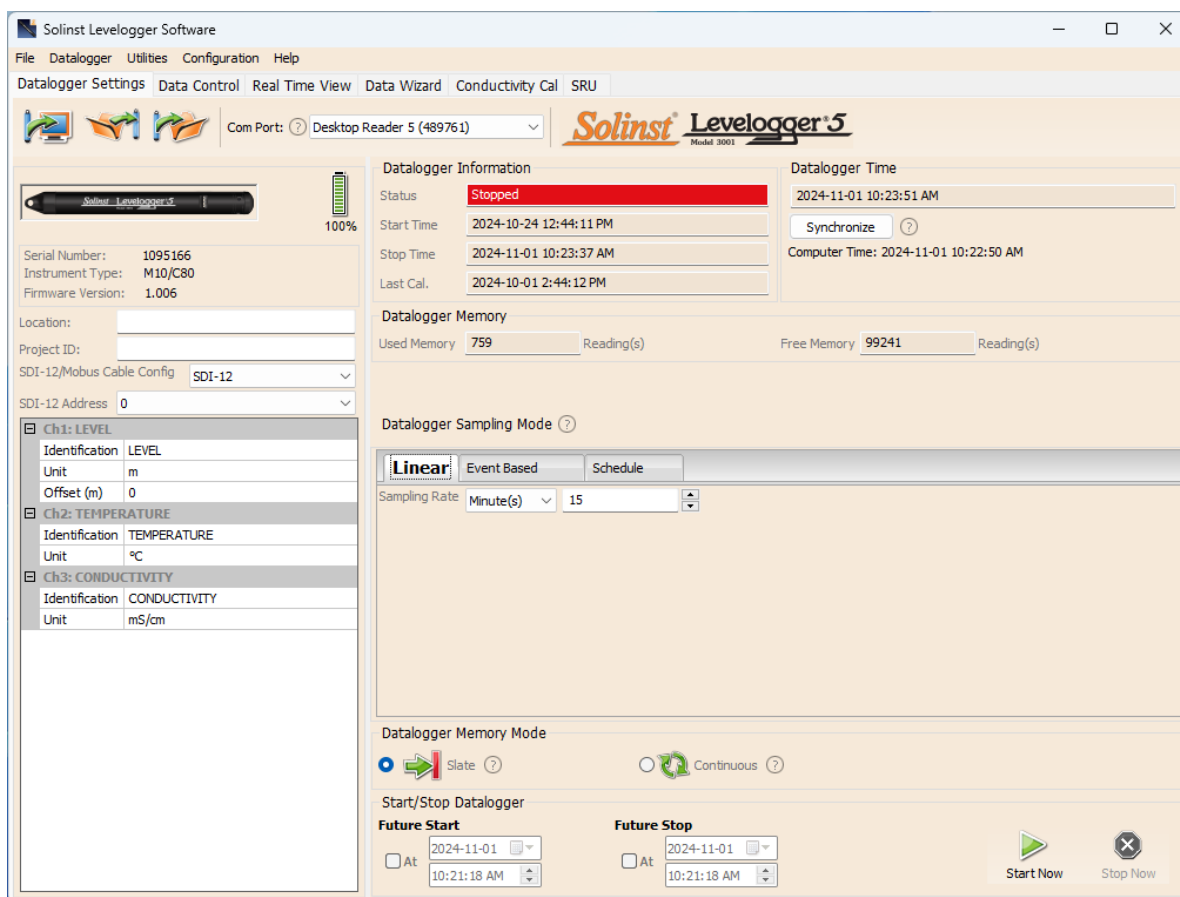 Solinst Levelogger Software
File Datalogger Utilities Configuration Help
Datalogger Settings Data Control Real Time View Data Wizard Conductivity Cal SRU
Com Port: ? Desktop Reader 5 (489761)
Solinst® Levelogger® 5
Model 3001
Solinst Levelogger 5
100%
Serial Number: 1095166
Instrument Type: M10/C80
Firmware Version: 1.006
Location:
Project ID:
SDI-12/Mobus Cable Config SDI-12
SDI-12 Address 0
Ch1: LEVEL
Identification LEVEL
Unit m
Offset (m) 0
Ch2: TEMPERATURE
Identification TEMPERATURE
Unit °C
Ch3: CONDUCTIVITY
Identification CONDUCTIVITY
Unit mS/cm
Datalogger Information
Status Stopped
Start Time 2024-10-24 12:44:11 PM
Stop Time 2024-11-01 10:23:37 AM
Last Cal. 2024-10-01 2:44:12 PM
Datalogger Time
2024-11-01 10:23:51 AM
Synchronize ?
Computer Time: 2024-11-01 10:22:50 AM
Datalogger Memory
Used Memory 759 Reading(s) Free Memory 99241 Reading(s)
Datalogger Sampling Mode ?
Linear Event Based Schedule
Sampling Rate Minute(s) 15
Datalogger Memory Mode
Slate ? Continuous ?
Start/Stop Datalogger
Future Start Future Stop
At 2024-11-01 10:21:18 AM
At 2024-11-01 10:21:18 AM
Start Now Stop Now